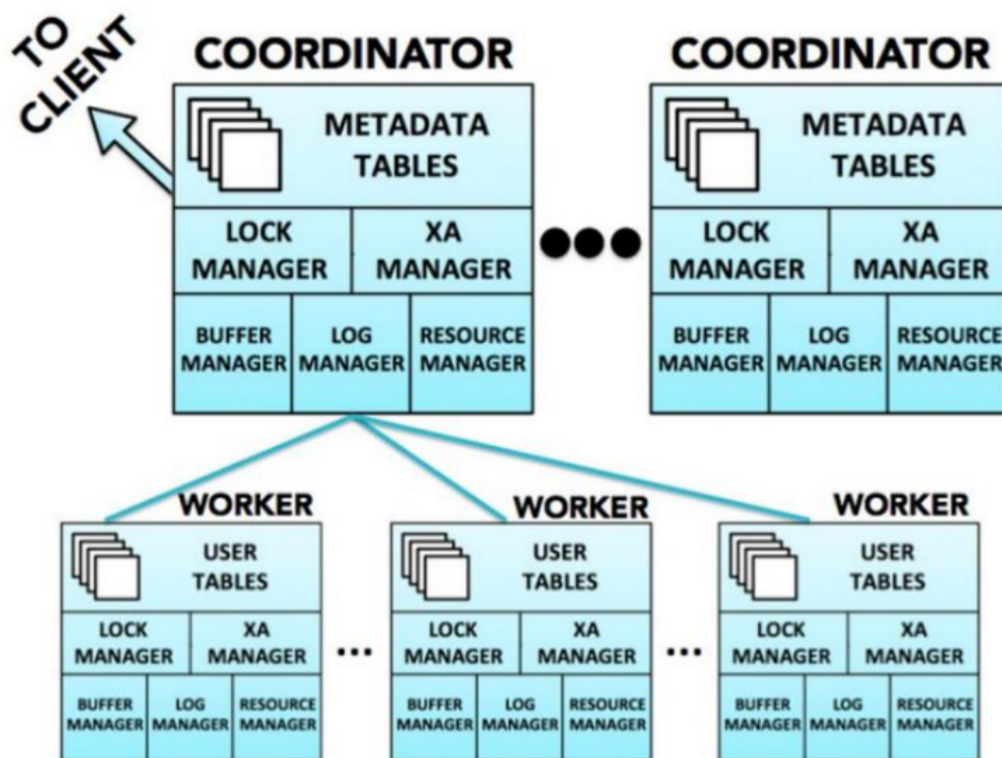 TO
CLIENT
COORDINATOR
METADATA
TABLES
LOCK
MANAGER
XA
MANAGER
BUFFER
MANAGER
LOG
MANAGER
RESOURCE
MANAGER
COORDINATOR
METADATA
TABLES
LOCK
MANAGER
XA
MANAGER
BUFFER
MANAGER
LOG
MANAGER
RESOURCE
MANAGER
WORKER
USER
TABLES
LOCK
MANAGER
XA
MANAGER
BUFFER
MANAGER
LOG
MANAGER
RESOURCE
MANAGER
...
WORKER
USER
TABLES
LOCK
MANAGER
XA
MANAGER
BUFFER
MANAGER
LOG
MANAGER
RESOURCE
MANAGER
...
WORKER
USER
TABLES
LOCK
MANAGER
XA
MANAGER
BUFFER
MANAGER
LOG
MANAGER
RESOURCE
MANAGER